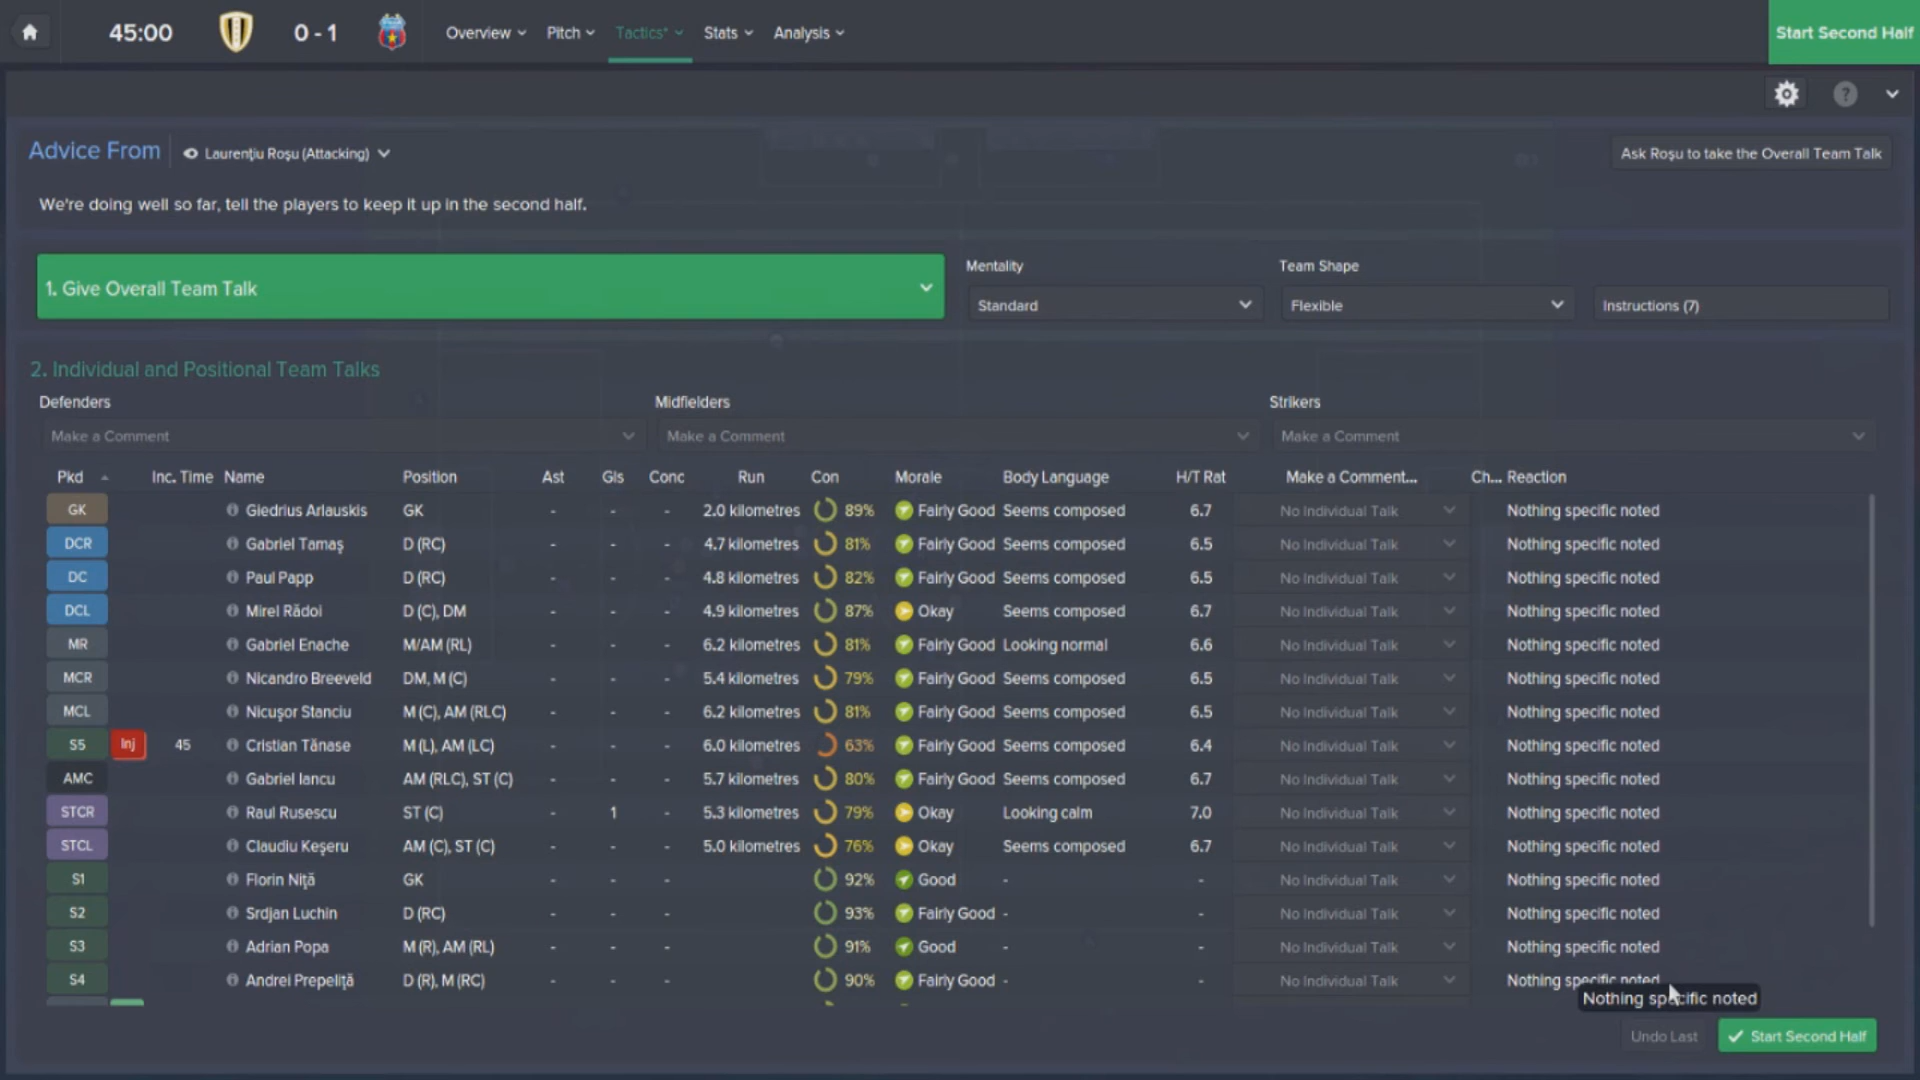 45:00 0 - 1 Overview Pitch Tactics* Stats Analysis Start Second Half
?
Advice From Laurențiu Roșu (Attacking) Ask Roșu to take the Overall Team Talk
We're doing well so far, tell the players to keep it up in the second half.
Mentality Team Shape
1. Give Overall Team Talk Standard Flexible Instructions (7)
2. Individual and Positional Team Talks
Defenders Midfielders Strikers
Make a Comment Make a Comment Make a Comment
Pkd Inc. Time Name Position Ast Gls Conc Run Con Morale Body Language H/T Rat Make a Comment... Ch... Reaction
GK Giedrius Arlauskis GK - - - 2.0 kilometres 89% Fairly Good Seems composed 6.7 No Individual Talk Nothing specific noted
DCR Gabriel Tamaș D (RC) - - - 4.7 kilometres 81% Fairly Good Seems composed 6.5 No Individual Talk Nothing specific noted
DC Paul Papp D (RC) - - - 4.8 kilometres 82% Fairly Good Seems composed 6.5 No Individual Talk Nothing specific noted
DCL Mirel Rădoi D (C), DM - - - 4.9 kilometres 87% Okay Seems composed 6.7 No Individual Talk Nothing specific noted
MR Gabriel Enache M/AM (RL) - - - 6.2 kilometres 81% Fairly Good Looking normal 6.6 No Individual Talk Nothing specific noted
MCR Nicandro Breeveld DM, M (C) - - - 5.4 kilometres 79% Fairly Good Seems composed 6.5 No Individual Talk Nothing specific noted
MCL Nicușor Stanciu M (C), AM (RLC) - - - 6.2 kilometres 81% Fairly Good Seems composed 6.5 No Individual Talk Nothing specific noted
S5 Inj 45 Cristian Tănase M (L), AM (LC) - - - 6.0 kilometres 63% Fairly Good Seems composed 6.4 No Individual Talk Nothing specific noted
AMC Gabriel Iancu AM (RLC), ST (C) - - - 5.7 kilometres 80% Fairly Good Seems composed 6.7 No Individual Talk Nothing specific noted
STCR Raul Rusescu ST (C) - 1 - 5.3 kilometres 79% Okay Looking calm 7.0 No Individual Talk Nothing specific noted
STCL Claudiu Keșeru AM (C), ST (C) - - - 5.0 kilometres 76% Okay Seems composed 6.7 No Individual Talk Nothing specific noted
S1 Florin Niță GK - - - 92% Good - - No Individual Talk Nothing specific noted
S2 Srdjan Luchin D (RC) - - - 93% Fairly Good - - No Individual Talk Nothing specific noted
S3 Adrian Popa M (R), AM (RL) - - - 91% Good - - No Individual Talk Nothing specific noted
S4 Andrei Prepeliță D (R), M (RC) - - - 90% Fairly Good - - No Individual Talk Nothing specific noted
Nothing specific noted
Undo Last Start Second Half